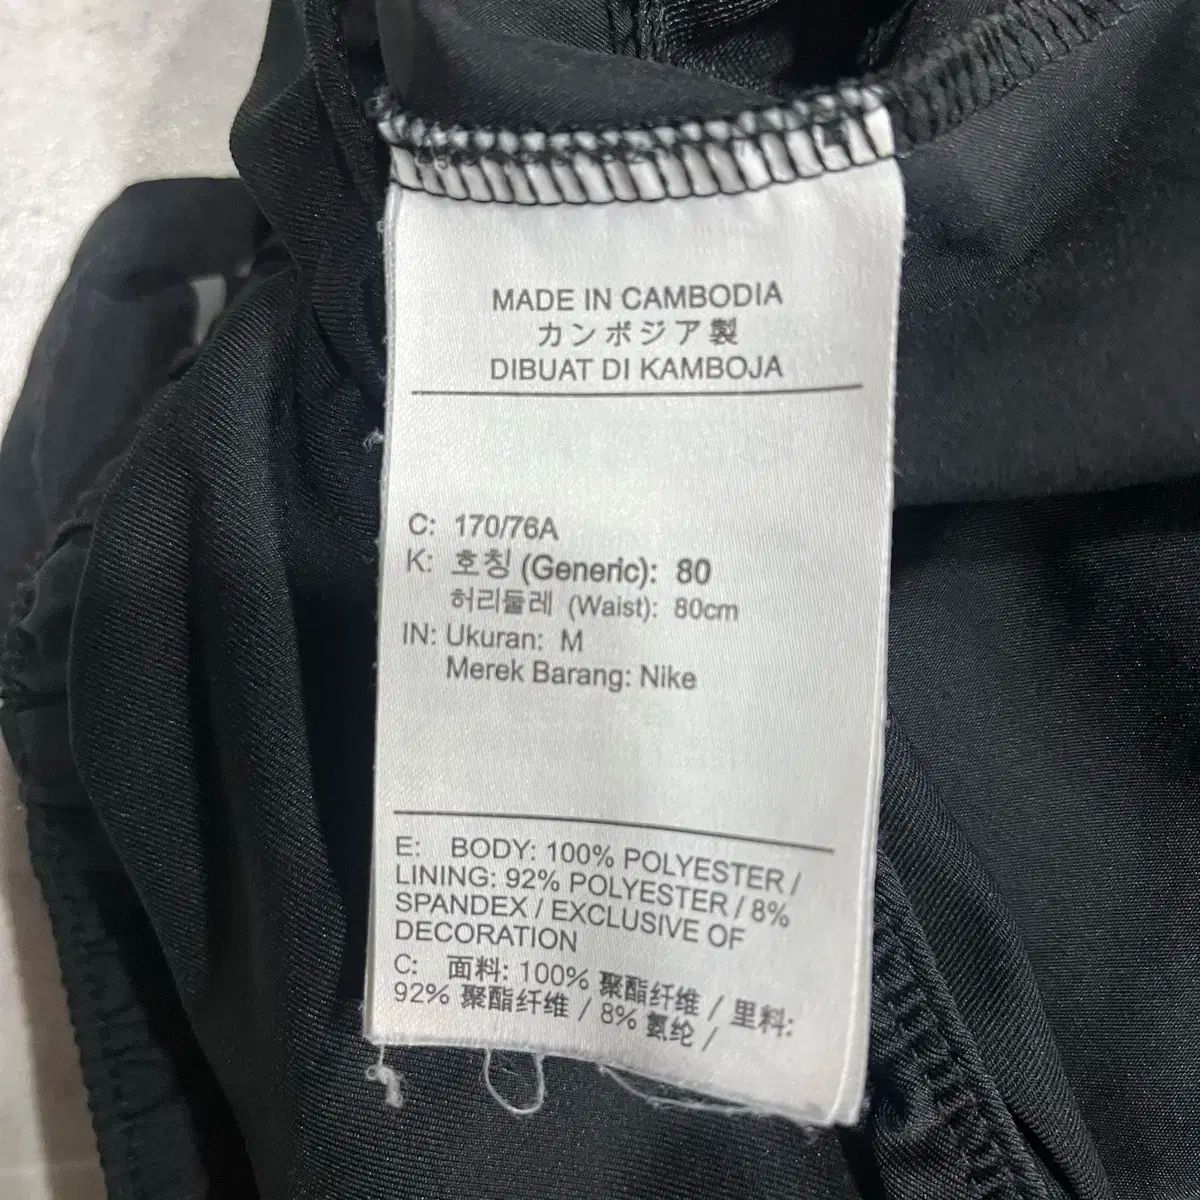 MADE IN CAMBODIA
カンボジア製
DIBUAT DI KAMBOJA
C: 170/76A
K: 호칭 (Generic): 80
허리둘레 (Waist): 80cm
IN: Ukuran: M
Merek Barang: Nike
E: BODY: 100% POLYESTER /
LINING: 92% POLYESTER / 8%
SPANDEX / EXCLUSIVE OF
DECORATION
C: 面料: 100% 聚酯纤维 / 里料:
92% 聚酯纤维 / 8% 氨纶 /